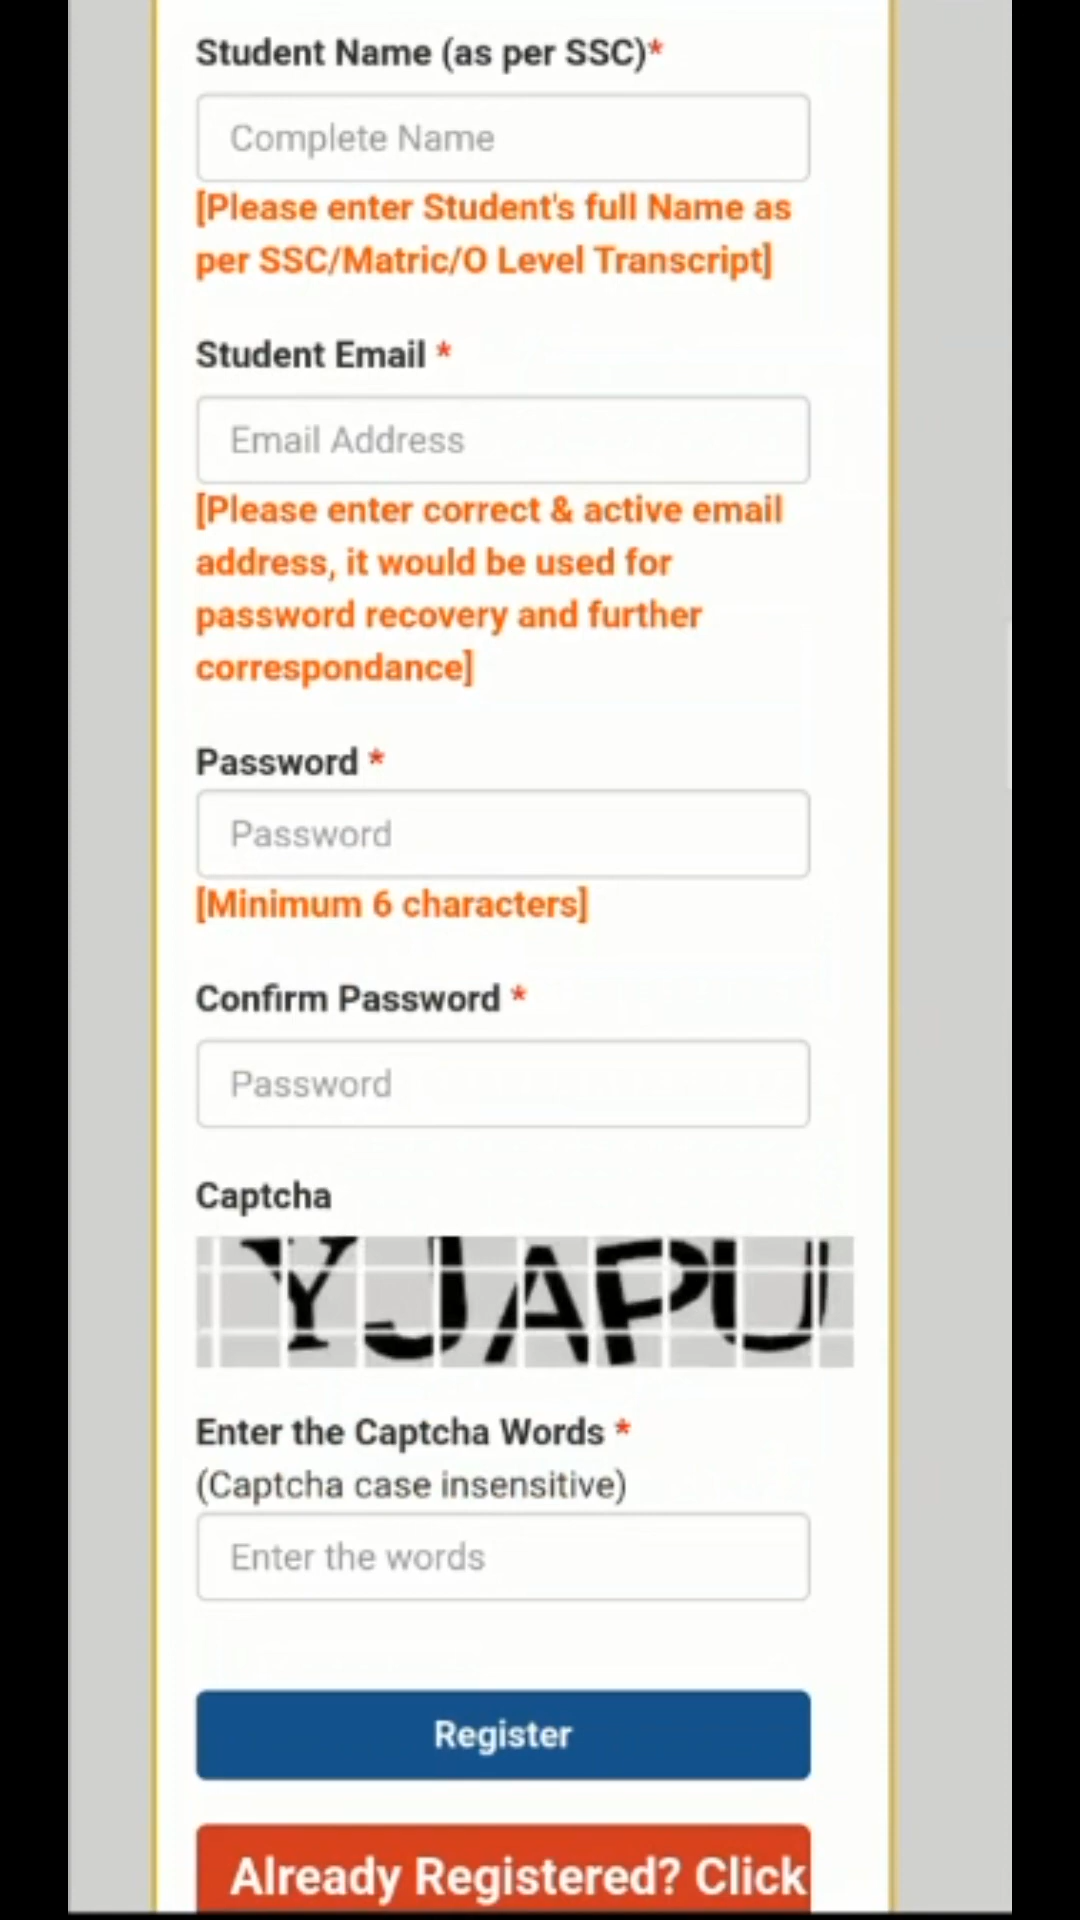 Student Name (as per SSC)*
Complete Name
[Please enter Student's full Name as
per SSC/Matric/O Level Transcript]
Student Email *
Email Address
[Please enter correct & active email
address, it would be used for
password recovery and further
correspondance]
Password *
Password
[Minimum 6 characters]
Confirm Password *
Password
Captcha
YJAPU
Enter the Captcha Words *
(Captcha case insensitive)
Enter the words
Register
Already Registered? Click